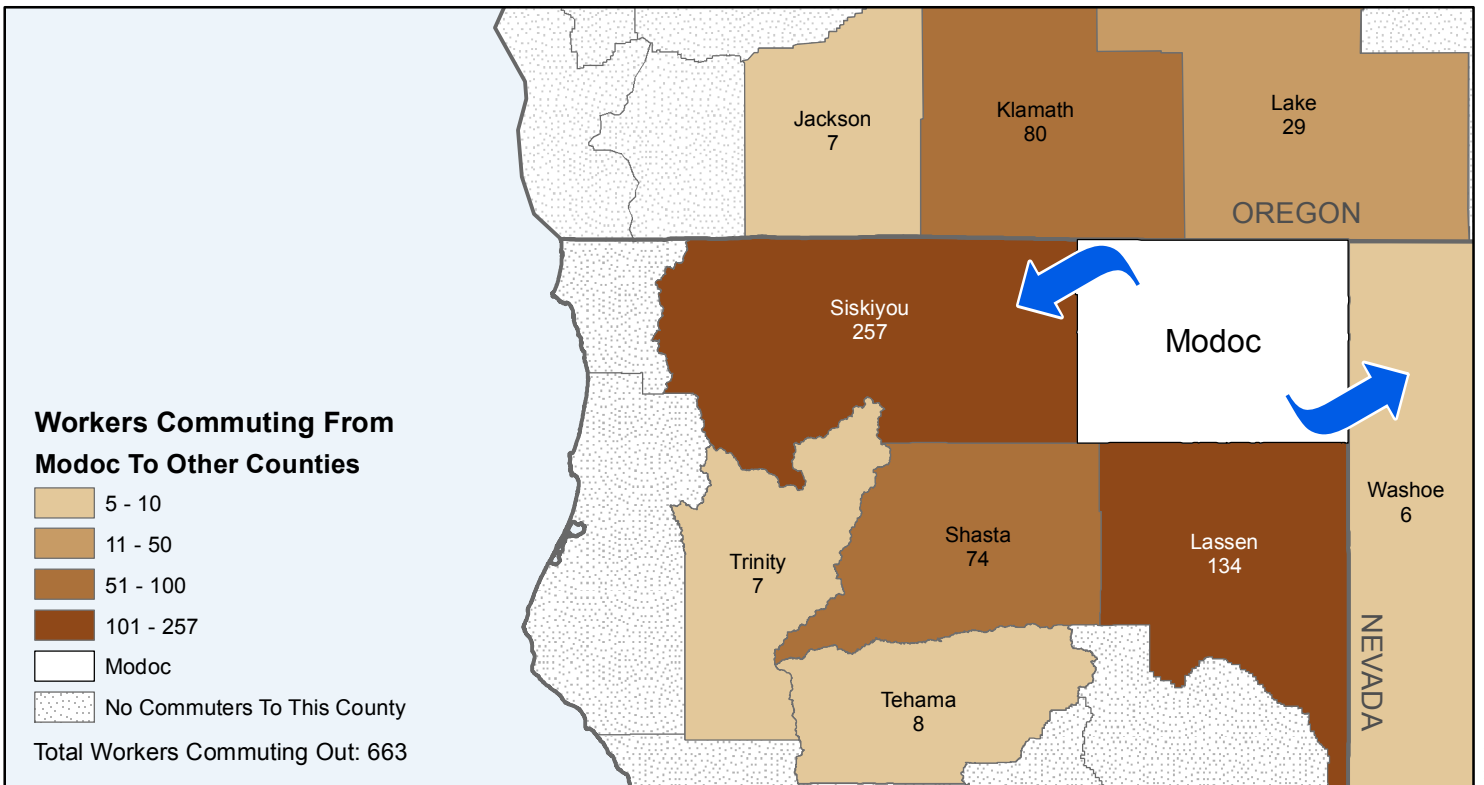 Jackson
7
Klamath
80
Lake
29
OREGON
Siskiyou
257
Modoc
Washoe
6
Shasta
74
Lassen
134
Trinity
7
Tehama
8
NEVADA
Workers Commuting From
Modoc To Other Counties
5 - 10
11 - 50
51 - 100
101 - 257
Modoc
No Commuters To This County
Total Workers Commuting Out: 663